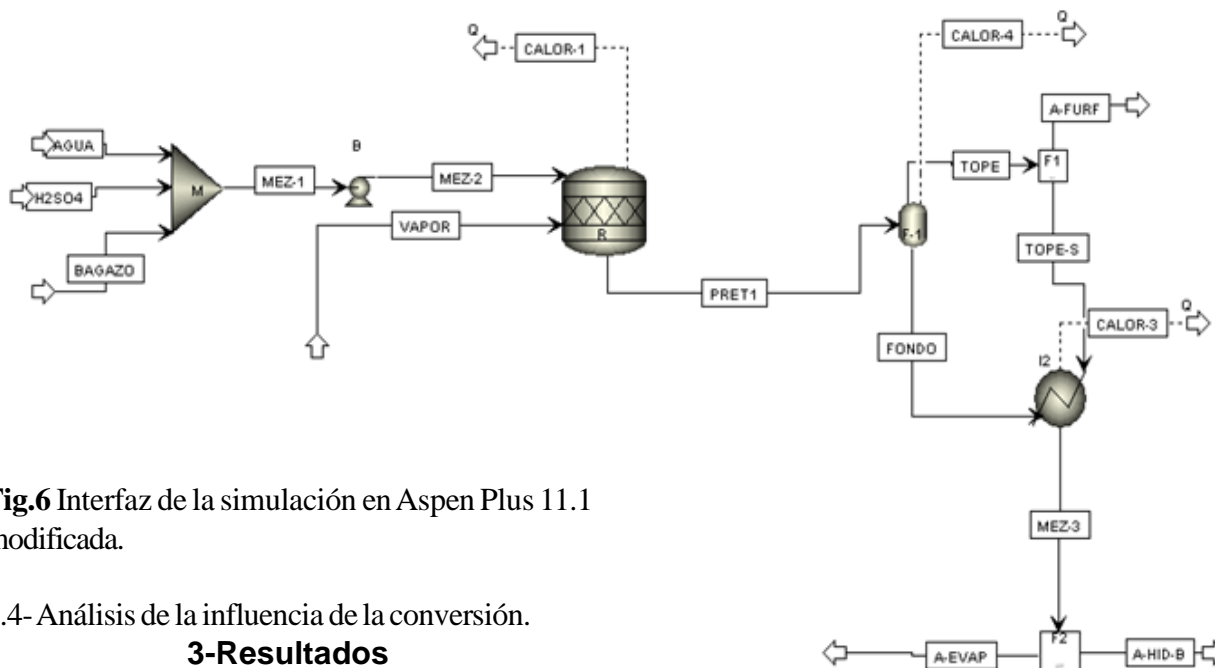 Q
CALOR-1
Q
CALOR-4
A-FURF
AGUA
B
F1
TOPE
MEZ-1
MEZ-2
M
H2SO4
VAPOR
R
F-1
TOPE-S
BAGAZO
PRET1
Q
CALOR-3
FONDO
I2
MEZ-3
ig.6 Interfaz de la simulación en Aspen Plus 11.1
modificada.
.4- Análisis de la influencia de la conversión.
3-Resultados
F2
A-EVAP
A-HID-B